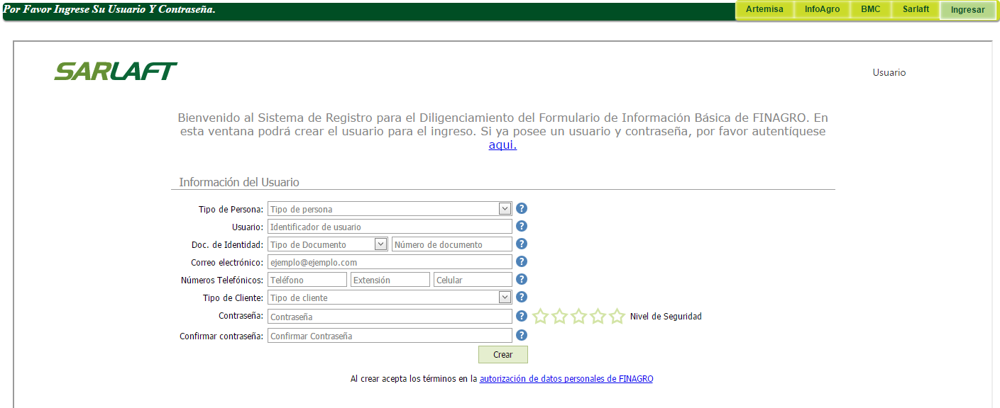 Por Favor Ingrese Su Usuario Y Contraseña.
Artemisa InfoAgro BMC Sarlaft Ingresar
SARLAFT
Usuario
Bienvenido al Sistema de Registro para el Diligenciamiento del Formulario de Información Básica de FINAGRO. En
esta ventana podrá crear el usuario para el ingreso. Si ya posee un usuario y contraseña, por favor autentíquese
aqui.
Información del Usuario
Tipo de Persona: Tipo de persona ?
Usuario: Identificador de usuario ?
Doc. de Identidad: Tipo de Documento Número de documento ?
Correo electrónico: ejemplo@ejemplo.com ?
Números Telefónicos: Teléfono Extensión Celular ?
Tipo de Cliente: Tipo de cliente ?
Contraseña: Contraseña ? Nivel de Seguridad
Confirmar contraseña: Confirmar Contraseña ?
Crear
Al crear acepta los términos en la autorización de datos personales de FINAGRO